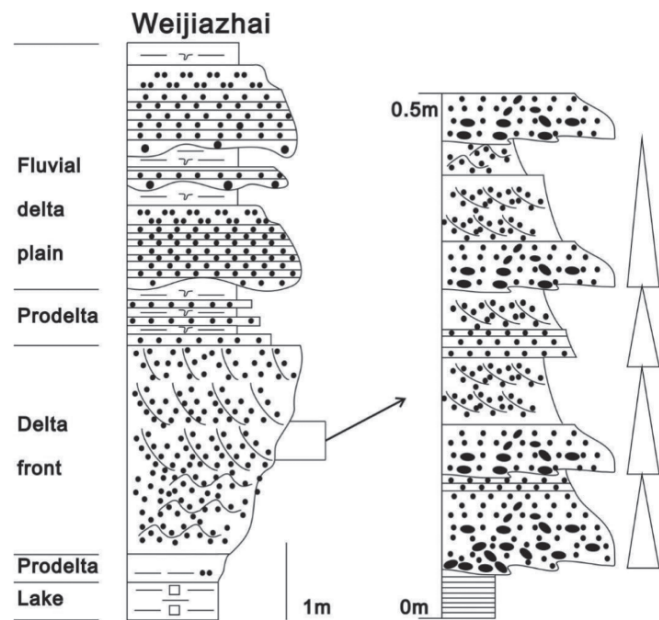 Weijiazhai
Fluvial
delta
plain
Prodelta
Delta
front
Prodelta
Lake
1m
0.5m
0m